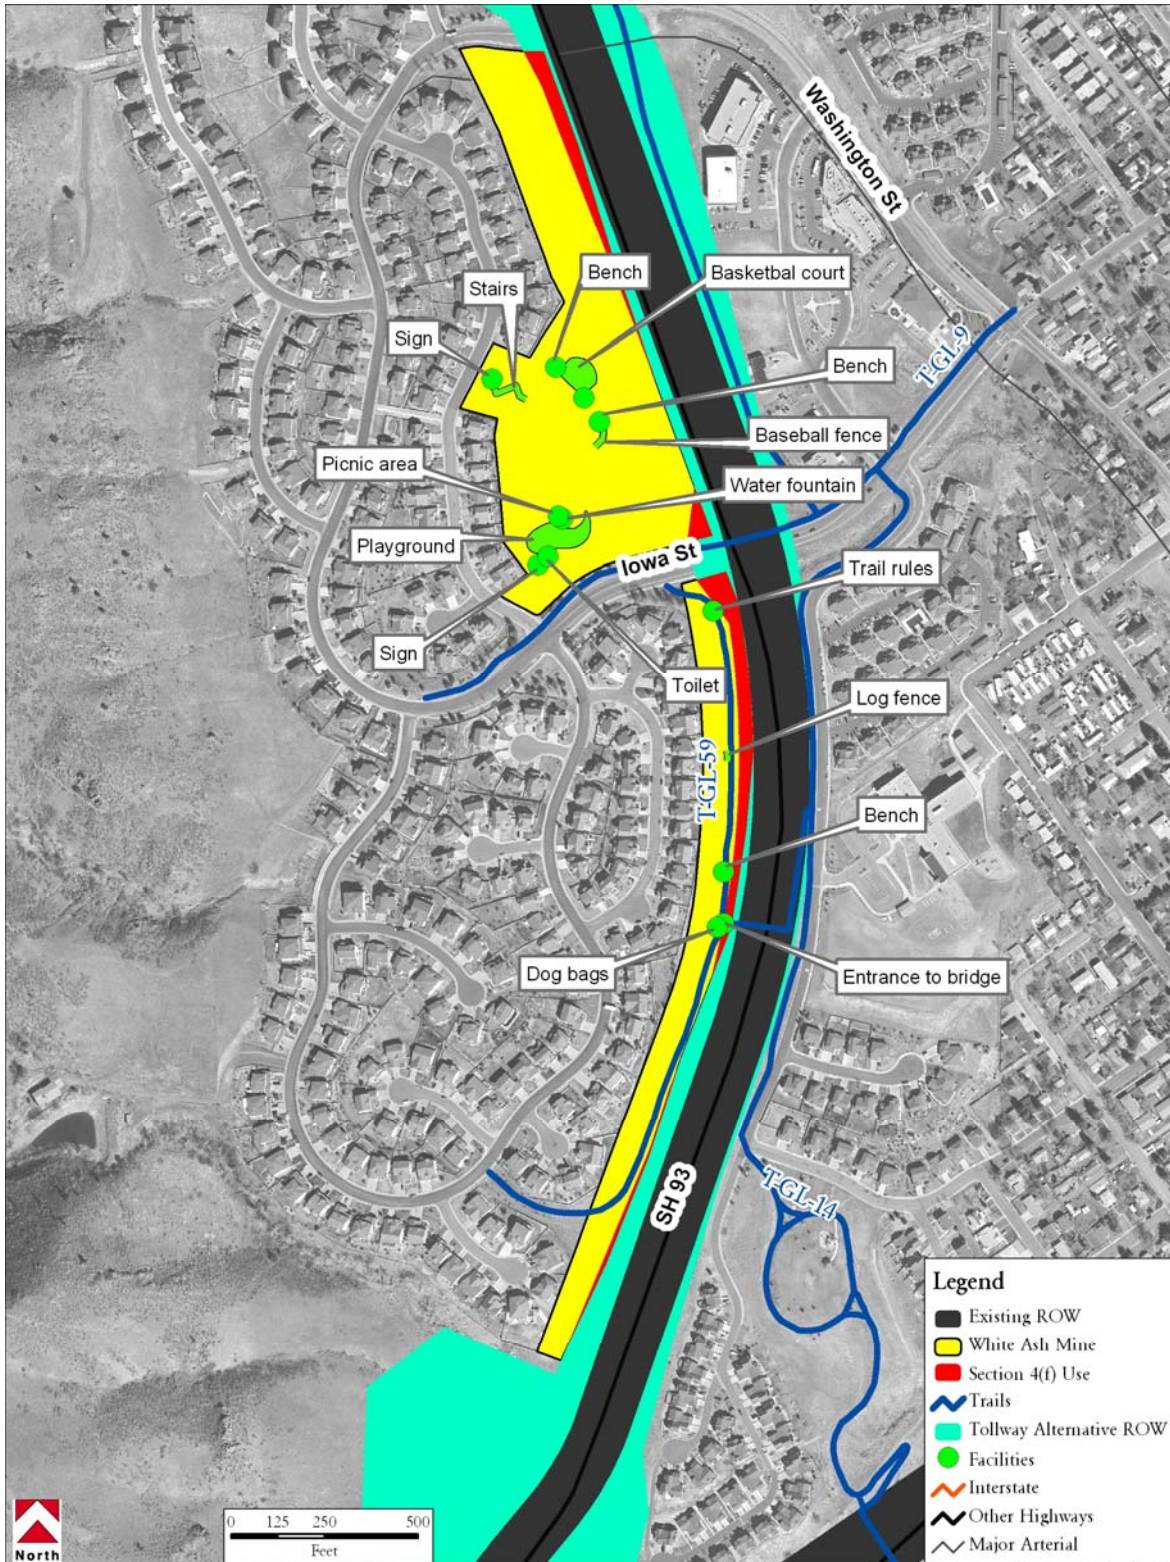 Washington St
Bench
Basketbal court
Stairs
Sign
Bench
T-GL-9
Baseball fence
Picnic area
Water fountain
Playground
Iowa St
Trail rules
Sign
Toilet
Log fence
T-GL-59
Bench
Dog bags
Entrance to bridge
SH 93
T-GL-14
Legend
Existing ROW
White Ash Mine
Section 4(f) Use
Trails
Tollway Alternative ROW
Facilities
Interstate
Other Highways
Major Arterial
North
0 125 250 500
Feet